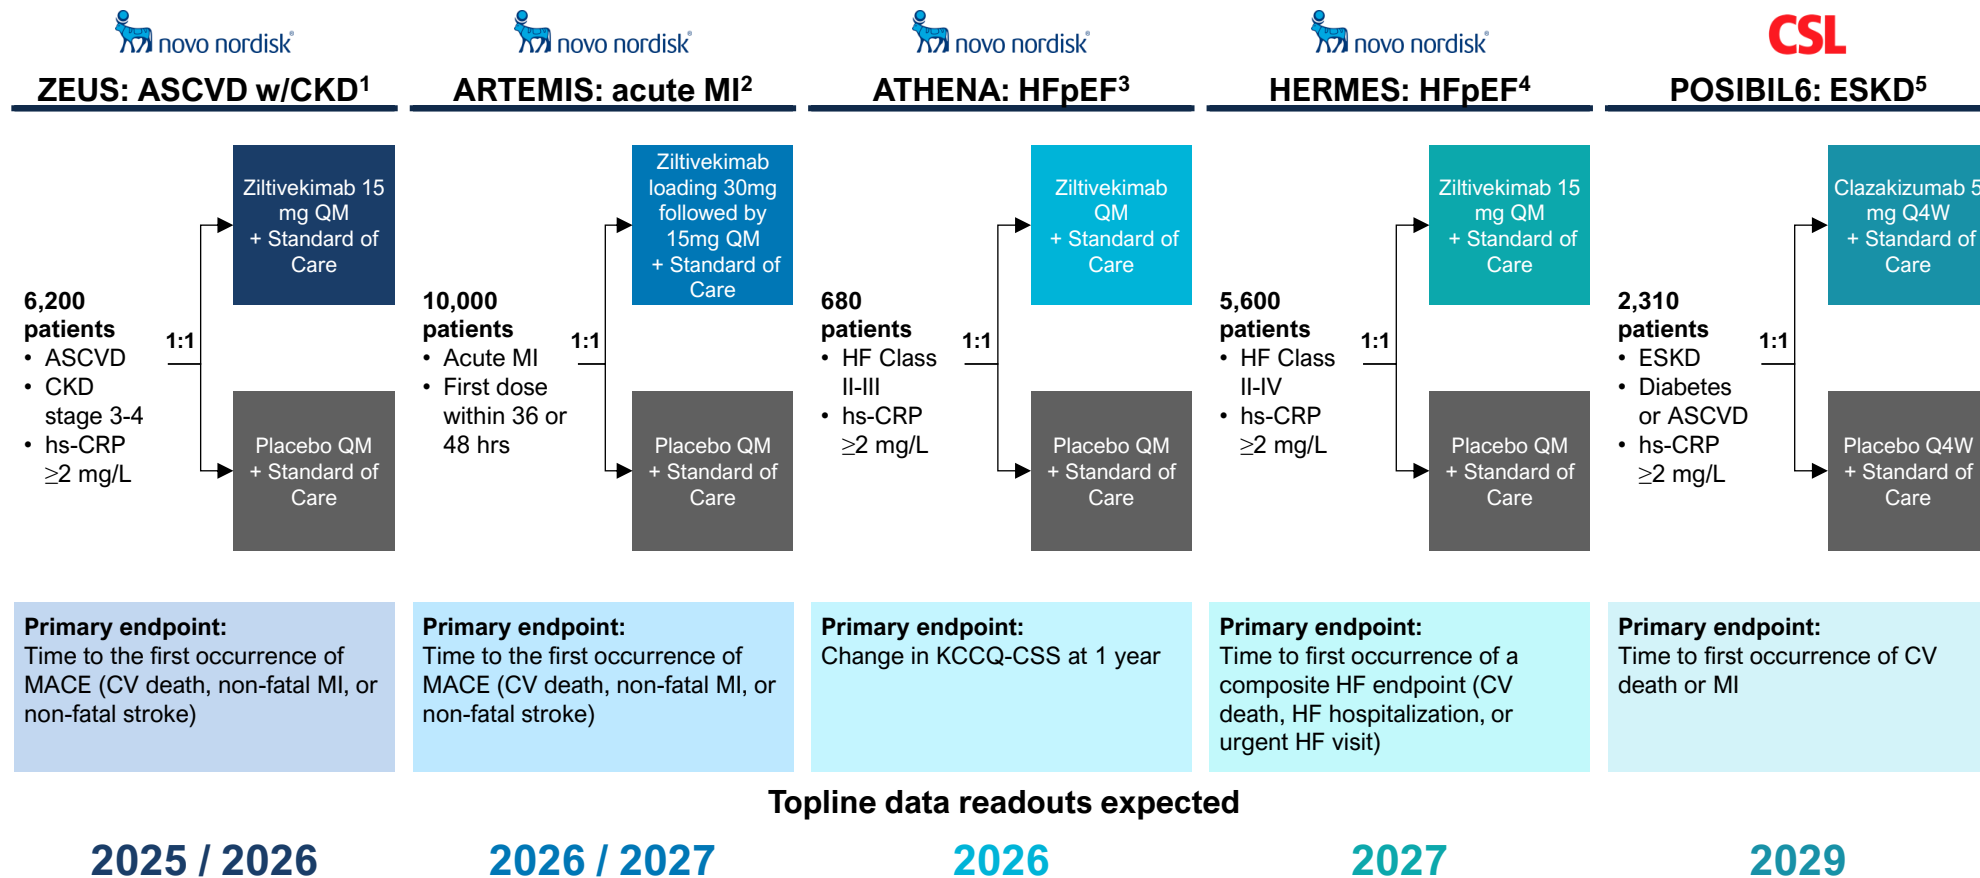 novo nordisk®
ZEUS: ASCVD w/CKD¹
6,200
patients
• ASCVD
• CKD
stage 3-4
• hs-CRP
≥2 mg/L
1:1
Ziltivekimab 15
mg QM
+ Standard of
Care
Placebo QM
+ Standard of
Care
Primary endpoint:
Time to the first occurrence of
MACE (CV death, non-fatal MI, or
non-fatal stroke)
novo nordisk®
ARTEMIS: acute MI²
10,000
patients
• Acute MI
• First dose
within 36 or
48 hrs
1:1
Ziltivekimab
loading 30mg
followed by
15mg QM
+ Standard of
Care
Placebo QM
+ Standard of
Care
Primary endpoint:
Time to the first occurrence of
MACE (CV death, non-fatal MI, or
non-fatal stroke)
novo nordisk®
ATHENA: HFpEF³
680
patients
• HF Class
II-III
• hs-CRP
≥2 mg/L
1:1
Ziltivekimab
QM
+ Standard of
Care
Placebo QM
+ Standard of
Care
Primary endpoint:
Change in KCCQ-CSS at 1 year
novo nordisk®
HERMES: HFpEF⁴
5,600
patients
• HF Class
II-IV
• hs-CRP
≥2 mg/L
1:1
Ziltivekimab 15
mg QM
+ Standard of
Care
Placebo QM
+ Standard of
Care
Primary endpoint:
Time to first occurrence of a
composite HF endpoint (CV
death, HF hospitalization, or
urgent HF visit)
CSL
POSIBIL6: ESKD⁵
2,310
patients
• ESKD
• Diabetes
or ASCVD
• hs-CRP
≥2 mg/L
1:1
Clazakizumab 5
mg Q4W
+ Standard of
Care
Placebo Q4W
+ Standard of
Care
Primary endpoint:
Time to first occurrence of CV
death or MI
Topline data readouts expected
2025 / 2026
2026 / 2027
2026
2027
2029